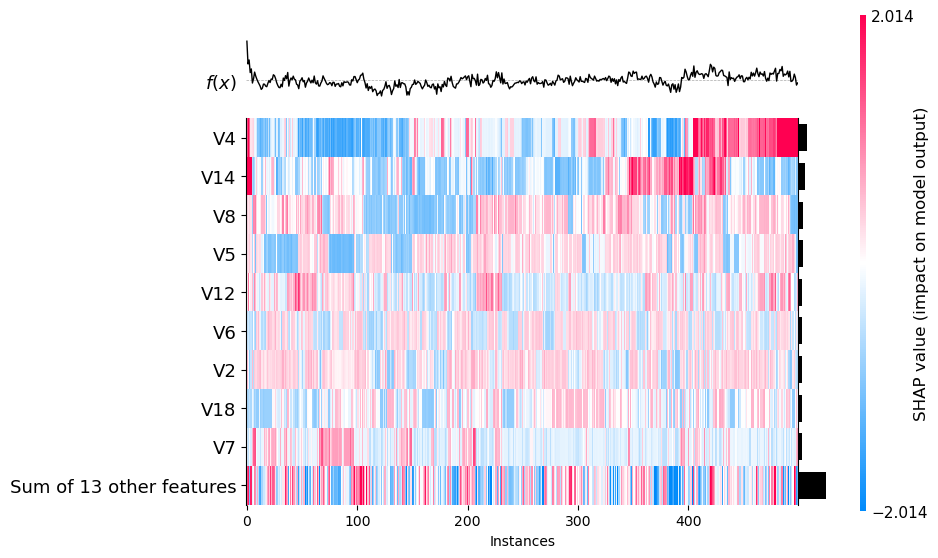 2.014
f(x)
V4
V14
V8
V5
V12
V6
V2
V18
V7
Sum of 13 other features
0 100 200 300 400
Instances
−2.014
SHAP value (impact on model output)